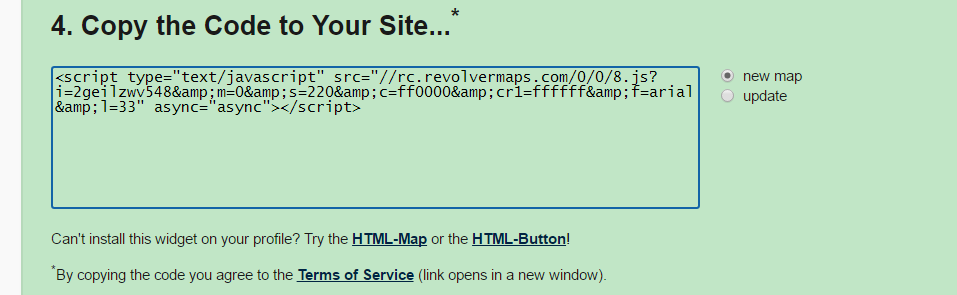 4. Copy the Code to Your Site...*
<script type="text/javascript" src="//rc.revolvermaps.com/0/0/8.js?
i=2geilzwv548&amp;m=0&amp;s=220&amp;c=ff0000&amp;cr1=ffffff&amp;f=arial
&amp;l=33" async="async"></script>
new map
update
Can't install this widget on your profile? Try the HTML-Map or the HTML-Button!
*By copying the code you agree to the Terms of Service (link opens in a new window).